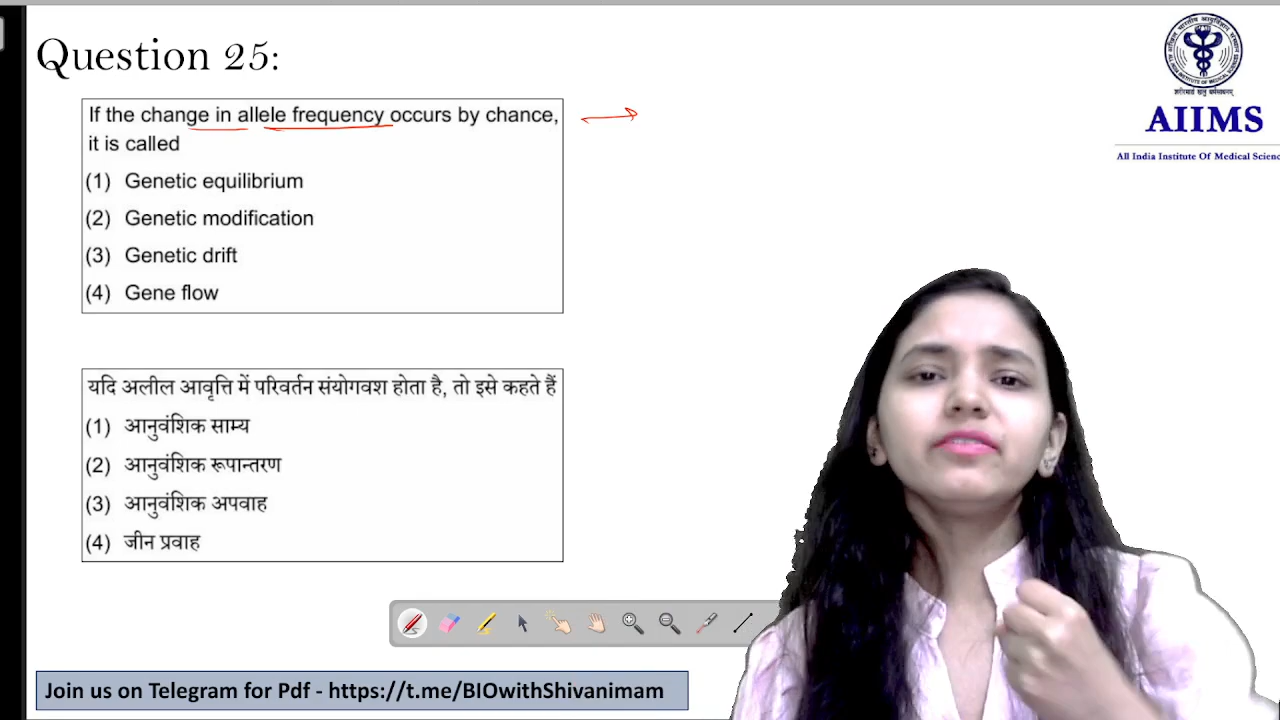 Question 25:
If the change in allele frequency occurs by chance,
it is called
(1) Genetic equilibrium
(2) Genetic modification
(3) Genetic drift
(4) Gene flow
यदि अलील आवृत्ति में परिवर्तन संयोगवश होता है, तो इसे कहते हैं
(1) आनुवंशिक साम्य
(2) आनुवंशिक रूपान्तरण
(3) आनुवंशिक अपवाह
(4) जीन प्रवाह
Join us on Telegram for Pdf - https://t.me/BIOwithShivanimam
AIIMS
All India Institute Of Medical Scienc